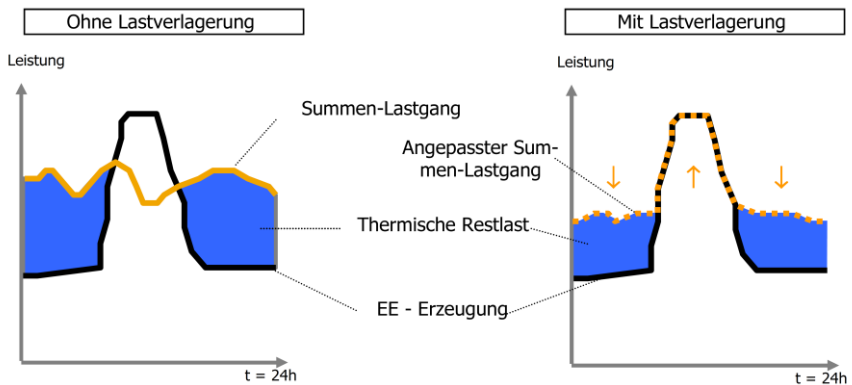 Ohne Lastverlagerung
Mit Lastverlagerung
Leistung
Leistung
Summen-Lastgang
Angepasster Sum-
men-Lastgang
Thermische Restlast
EE - Erzeugung
t = 24h
t = 24h